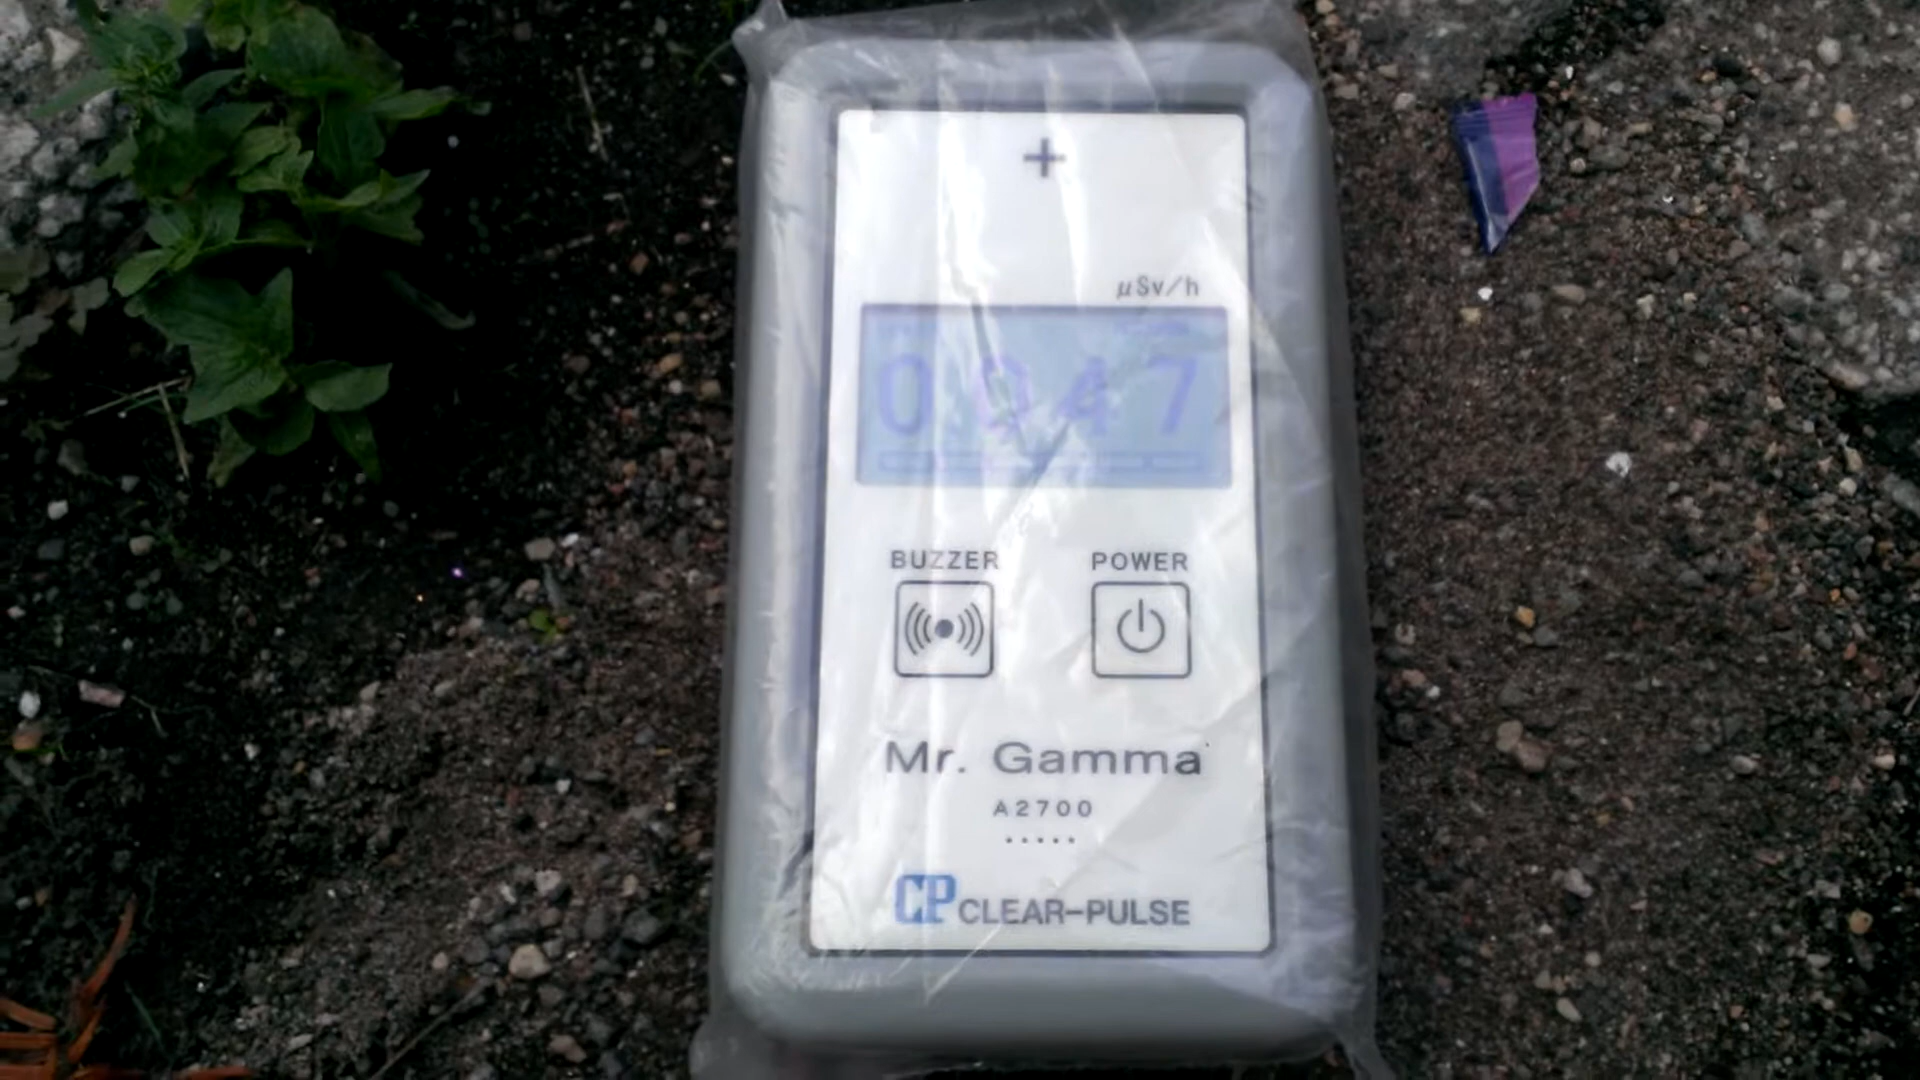 +
μSv/h
0.047
BUZZER POWER
Mr. Gamma
A2700
CP CLEAR-PULSE